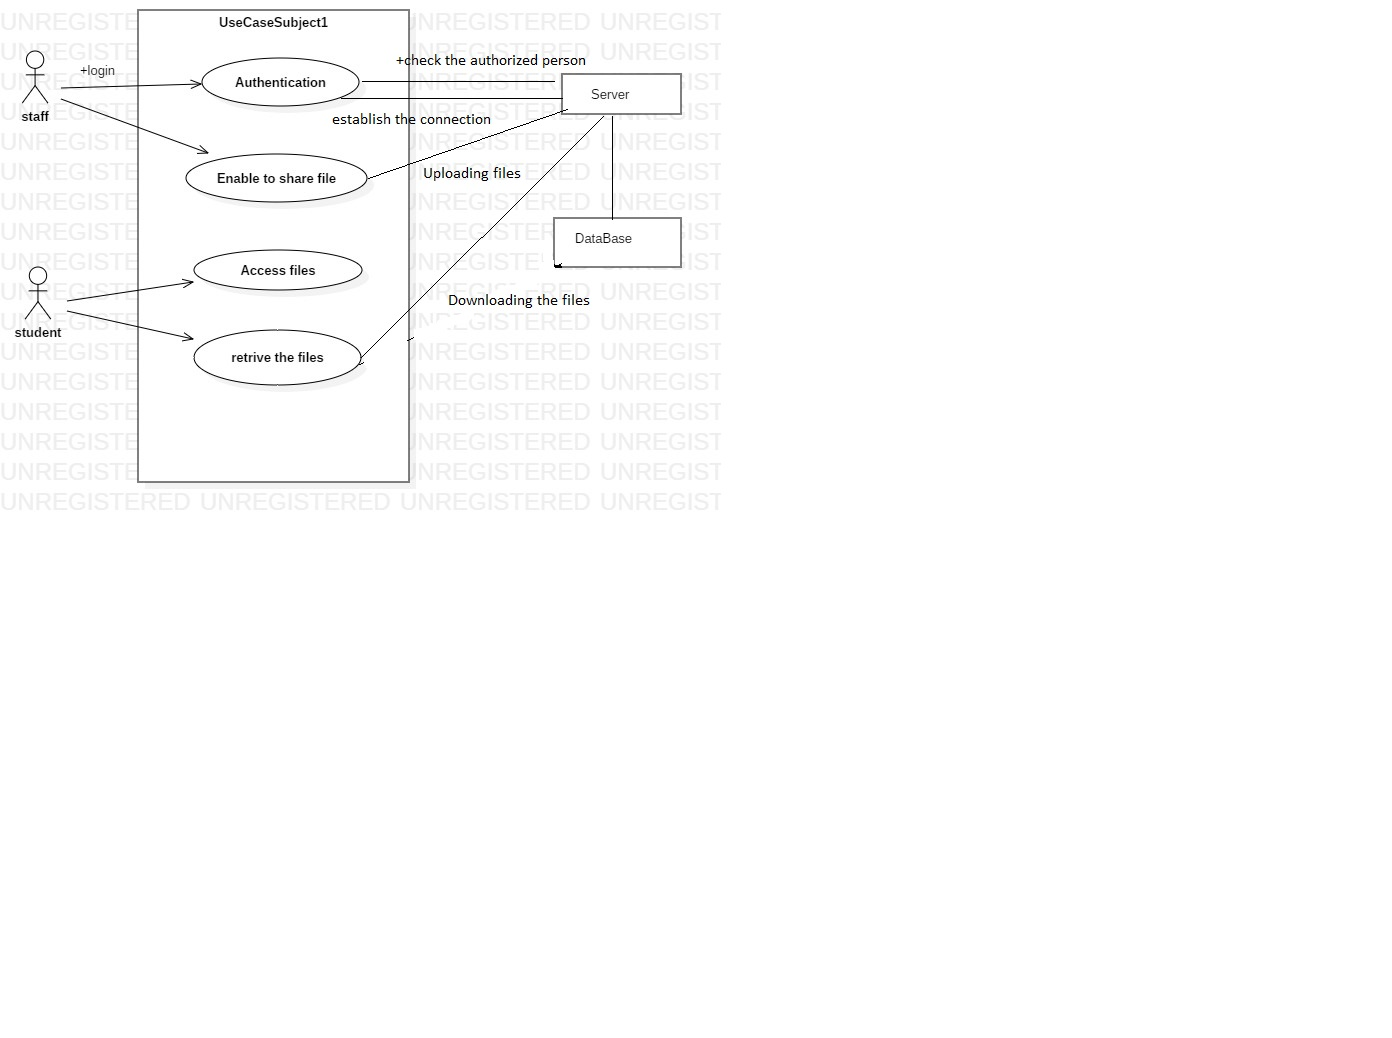 UseCaseSubject1
+check the authorized person
+login
Authentication
Server
staff
establish the connection
Uploading files
Enable to share file
DataBase
Access files
Downloading the files
student
retrive the files
UNREGISTERED UNREGISTERED UNREGISTERED UNREGIST